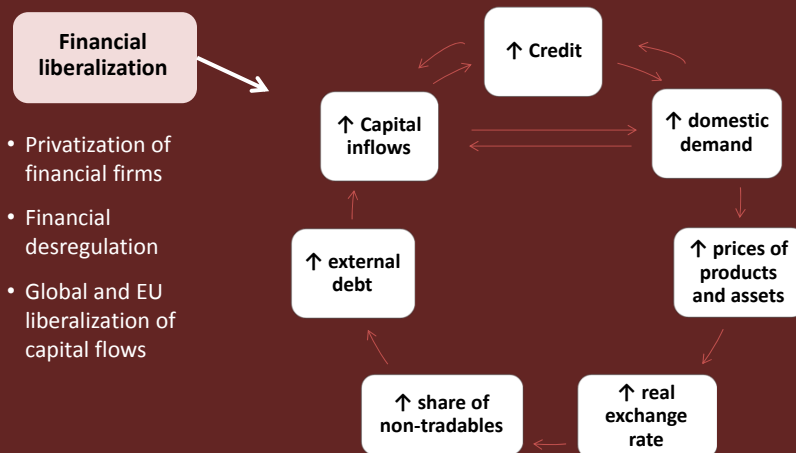 Financial
liberalization
• Privatization of
financial firms
• Financial
desregulation
• Global and EU
liberalization of
capital flows
↑ Credit
↑ Capital
inflows
↑ domestic
demand
↑ external
debt
↑ prices of
products
and assets
↑ share of
non-tradables
↑ real
exchange
rate